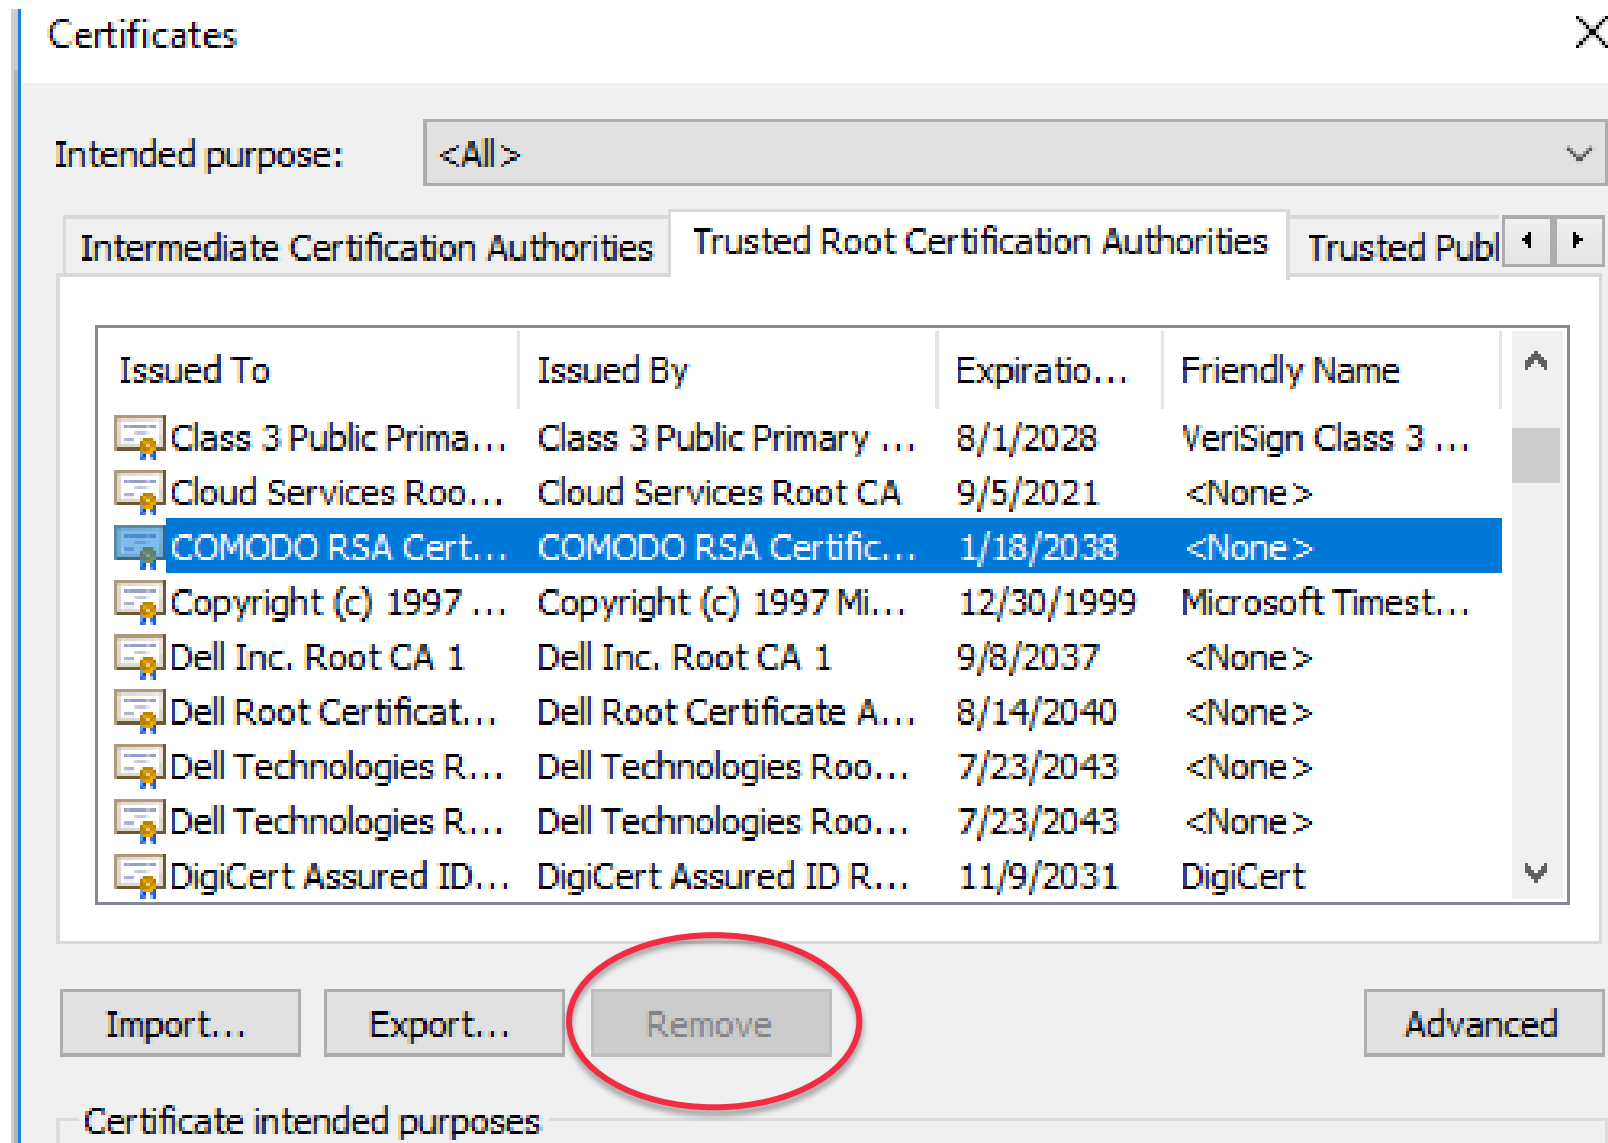 Certificates
Intended purpose: <All>
Intermediate Certification Authorities Trusted Root Certification Authorities Trusted Publ
Issued To Issued By Expiratio... Friendly Name
Class 3 Public Prima... Class 3 Public Primary ... 8/1/2028 VeriSign Class 3 ...
Cloud Services Roo... Cloud Services Root CA 9/5/2021 <None>
COMODO RSA Cert... COMODO RSA Certific... 1/18/2038 <None>
Copyright (c) 1997 ... Copyright (c) 1997 Mi... 12/30/1999 Microsoft Timest...
Dell Inc. Root CA 1 Dell Inc. Root CA 1 9/8/2037 <None>
Dell Root Certificat... Dell Root Certificate A... 8/14/2040 <None>
Dell Technologies R... Dell Technologies Roo... 7/23/2043 <None>
Dell Technologies R... Dell Technologies Roo... 7/23/2043 <None>
DigiCert Assured ID... DigiCert Assured ID R... 11/9/2031 DigiCert
Import... Export... Remove Advanced
Certificate intended purposes